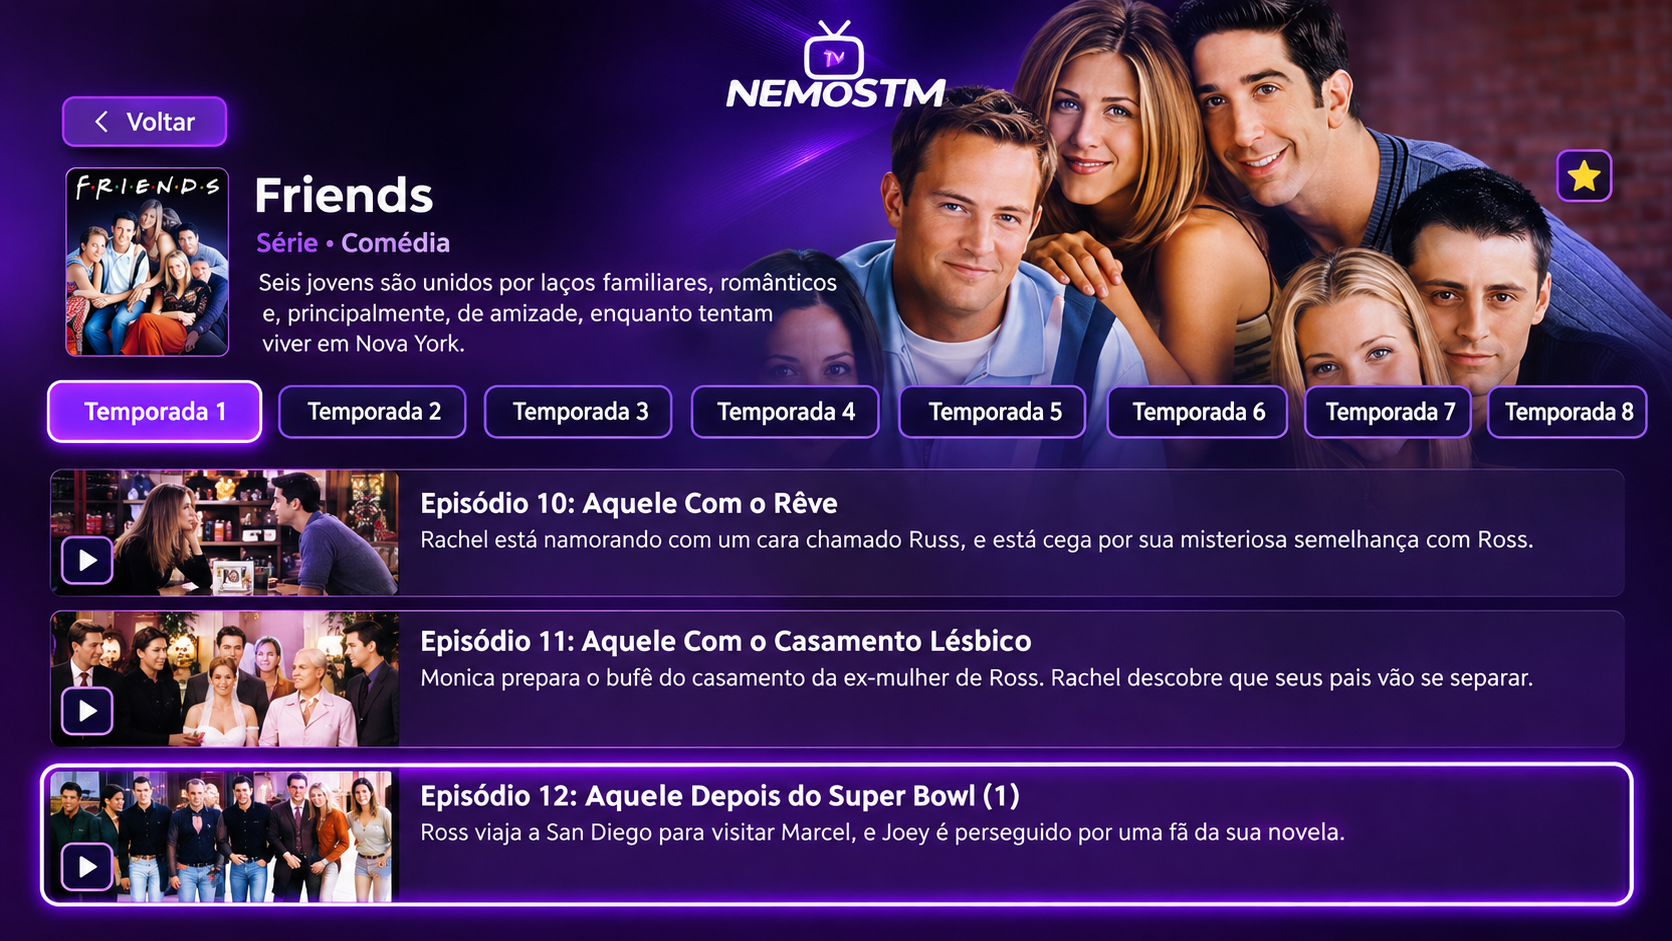 TV
NEMOSTM
Voltar
F·R·I·E·N·D·S
Friends
Série • Comédia
Seis jovens são unidos por laços familiares, românticos
e, principalmente, de amizade, enquanto tentam
viver em Nova York.
Temporada 1
Temporada 2
Temporada 3
Temporada 4
Temporada 5
Temporada 6
Temporada 7
Temporada 8
Episódio 10: Aquele Com o Rêve
Rachel está namorando com um cara chamado Russ, e está cega por sua misteriosa semelhança com Ross.
Episódio 11: Aquele Com o Casamento Lésbico
Monica prepara o bufê do casamento da ex-mulher de Ross. Rachel descobre que seus pais vão se separar.
Episódio 12: Aquele Depois do Super Bowl (1)
Ross viaja a San Diego para visitar Marcel, e Joey é perseguido por uma fã da sua novela.